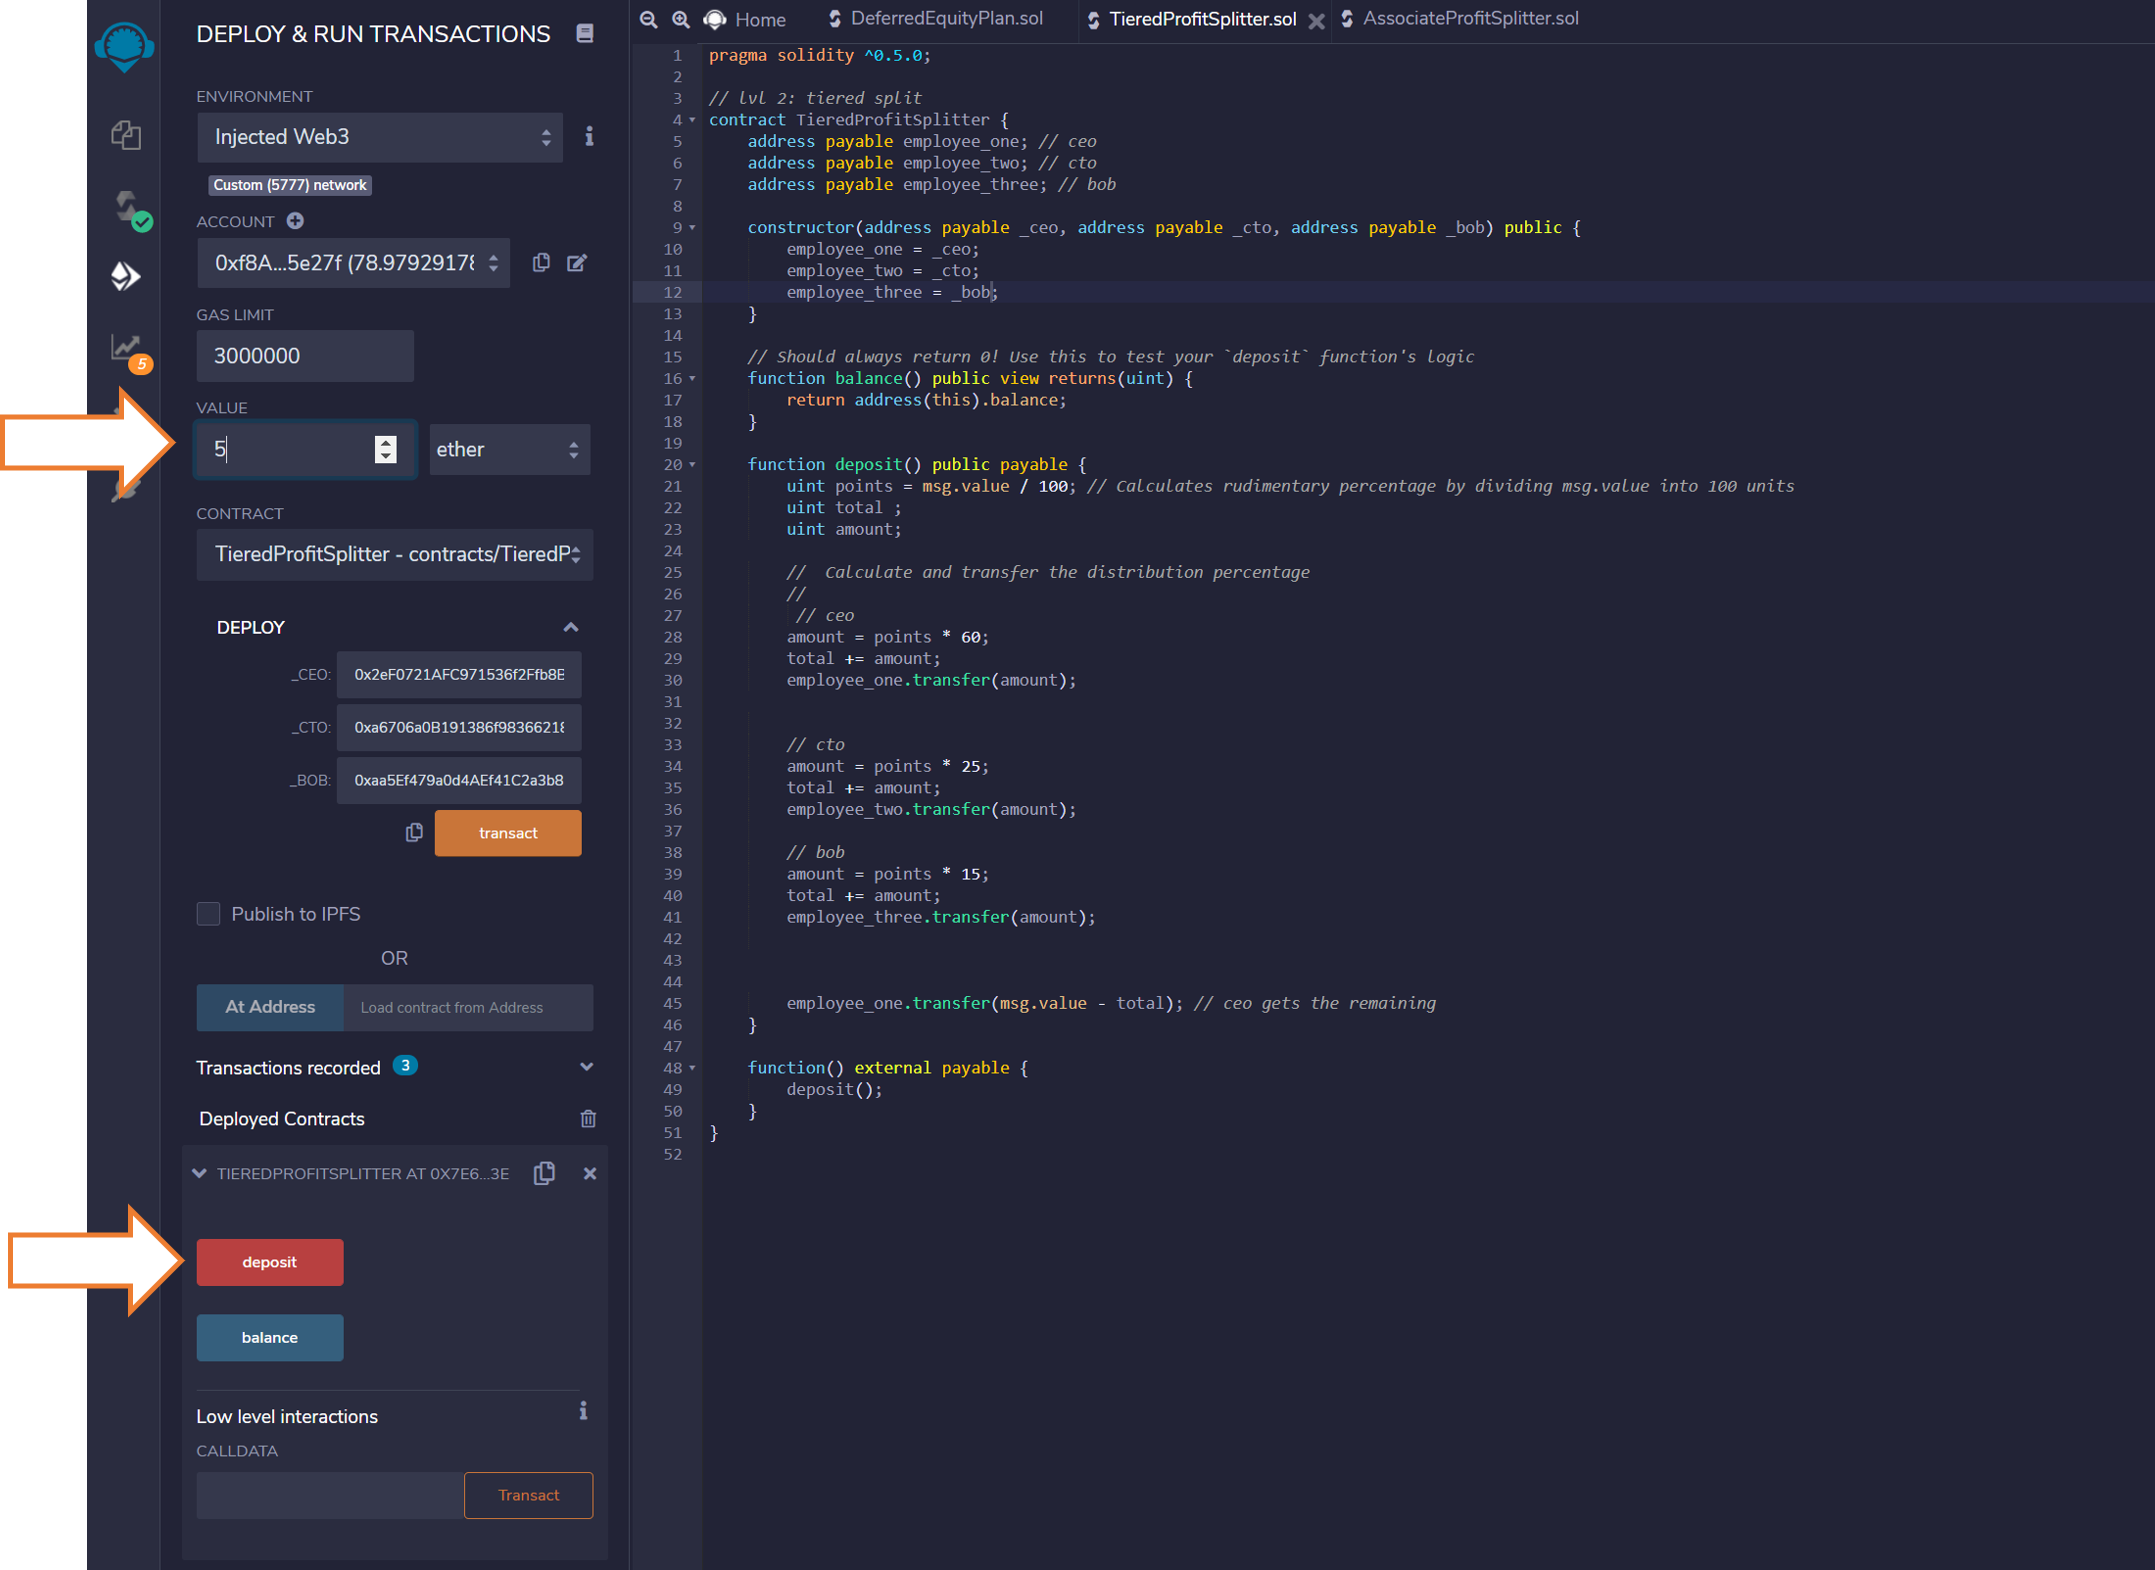 DEPLOY & RUN TRANSACTIONS
ENVIRONMENT
Injected Web3
Custom (5777) network
ACCOUNT
0xf8A...5e27f (78.97929178
GAS LIMIT
3000000
VALUE
5
ether
CONTRACT
TieredProfitSplitter - contracts/TieredP
DEPLOY
_CEO: 0x2eF0721AFC971536f2Ffb8E
_CTO: 0xa6706a0B191386f98366218
_BOB: 0xaa5Ef479a0d4AEf41C2a3b8
transact
Publish to IPFS
OR
At Address
Load contract from Address
Transactions recorded 3
Deployed Contracts
TIEREDPROFITSPLITTER AT 0X7E6...3E
deposit
balance
Low level interactions
CALLDATA
Transact
5
Home
DeferredEquityPlan.sol
TieredProfitSplitter.sol
AssociateProfitSplitter.sol
1 pragma solidity ^0.5.0;
2
3 // lvl 2: tiered split
4 contract TieredProfitSplitter {
5 address payable employee_one; // ceo
6 address payable employee_two; // cto
7 address payable employee_three; // bob
8
9 constructor(address payable _ceo, address payable _cto, address payable _bob) public {
10 employee_one = _ceo;
11 employee_two = _cto;
12 employee_three = _bob;
13 }
14
15 // Should always return 0! Use this to test your `deposit` function's logic
16 function balance() public view returns(uint) {
17 return address(this).balance;
18 }
19
20 function deposit() public payable {
21 uint points = msg.value / 100; // Calculates rudimentary percentage by dividing msg.value into 100 units
22 uint total ;
23 uint amount;
24
25 // Calculate and transfer the distribution percentage
26 //
27 // ceo
28 amount = points * 60;
29 total += amount;
30 employee_one.transfer(amount);
31
32
33 // cto
34 amount = points * 25;
35 total += amount;
36 employee_two.transfer(amount);
37
38 // bob
39 amount = points * 15;
40 total += amount;
41 employee_three.transfer(amount);
42
43
44
45 employee_one.transfer(msg.value - total); // ceo gets the remaining
46 }
47
48 function() external payable {
49 deposit();
50 }
51 }
52